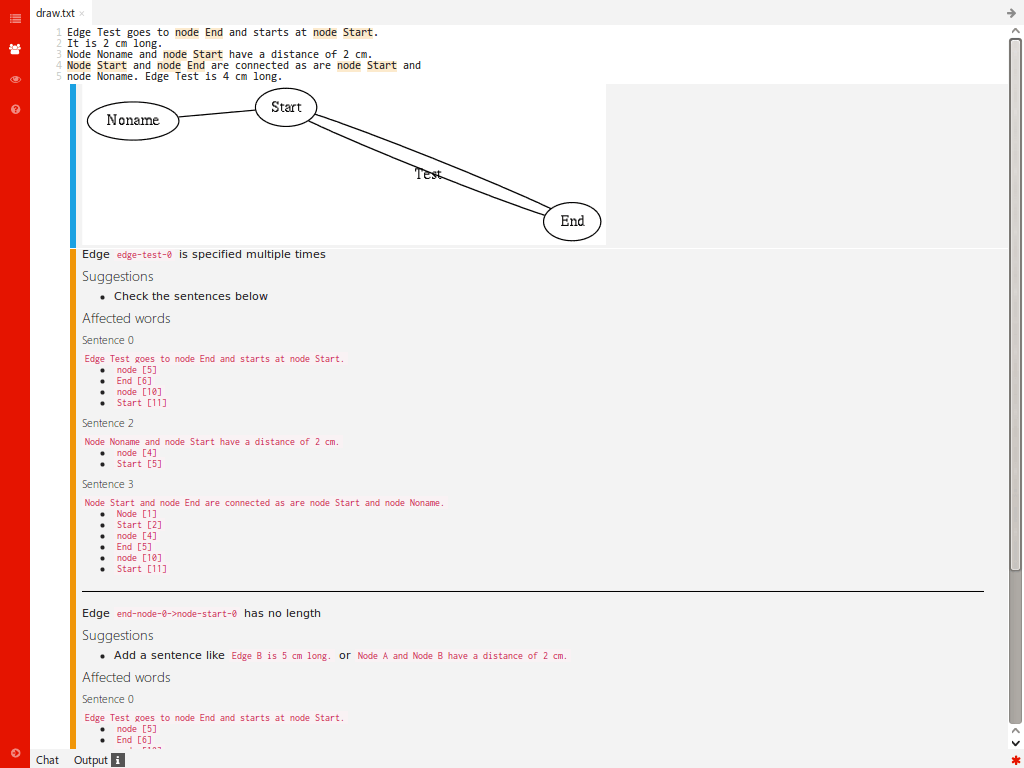 draw.txt ×
1 Edge Test goes to node End and starts at node Start.
2 It is 2 cm long.
3 Node Noname and node Start have a distance of 2 cm.
4 Node Start and node End are connected as are node Start and
5 node Noname. Edge Test is 4 cm long.
Noname
Start
Test
End
Edge edge-test-0 is specified multiple times
Suggestions
• Check the sentences below
Affected words
Sentence 0
Edge Test goes to node End and starts at node Start.
• node [5]
• End [6]
• node [10]
• Start [11]
Sentence 2
Node Noname and node Start have a distance of 2 cm.
• node [4]
• Start [5]
Sentence 3
Node Start and node End are connected as are node Start and node Noname.
• Node [1]
• Start [2]
• node [4]
• End [5]
• node [10]
• Start [11]
Edge end-node-0->node-start-0 has no length
Suggestions
• Add a sentence like Edge B is 5 cm long. or Node A and Node B have a distance of 2 cm.
Affected words
Sentence 0
Edge Test goes to node End and starts at node Start.
• node [5]
• End [6]
Chat Output i